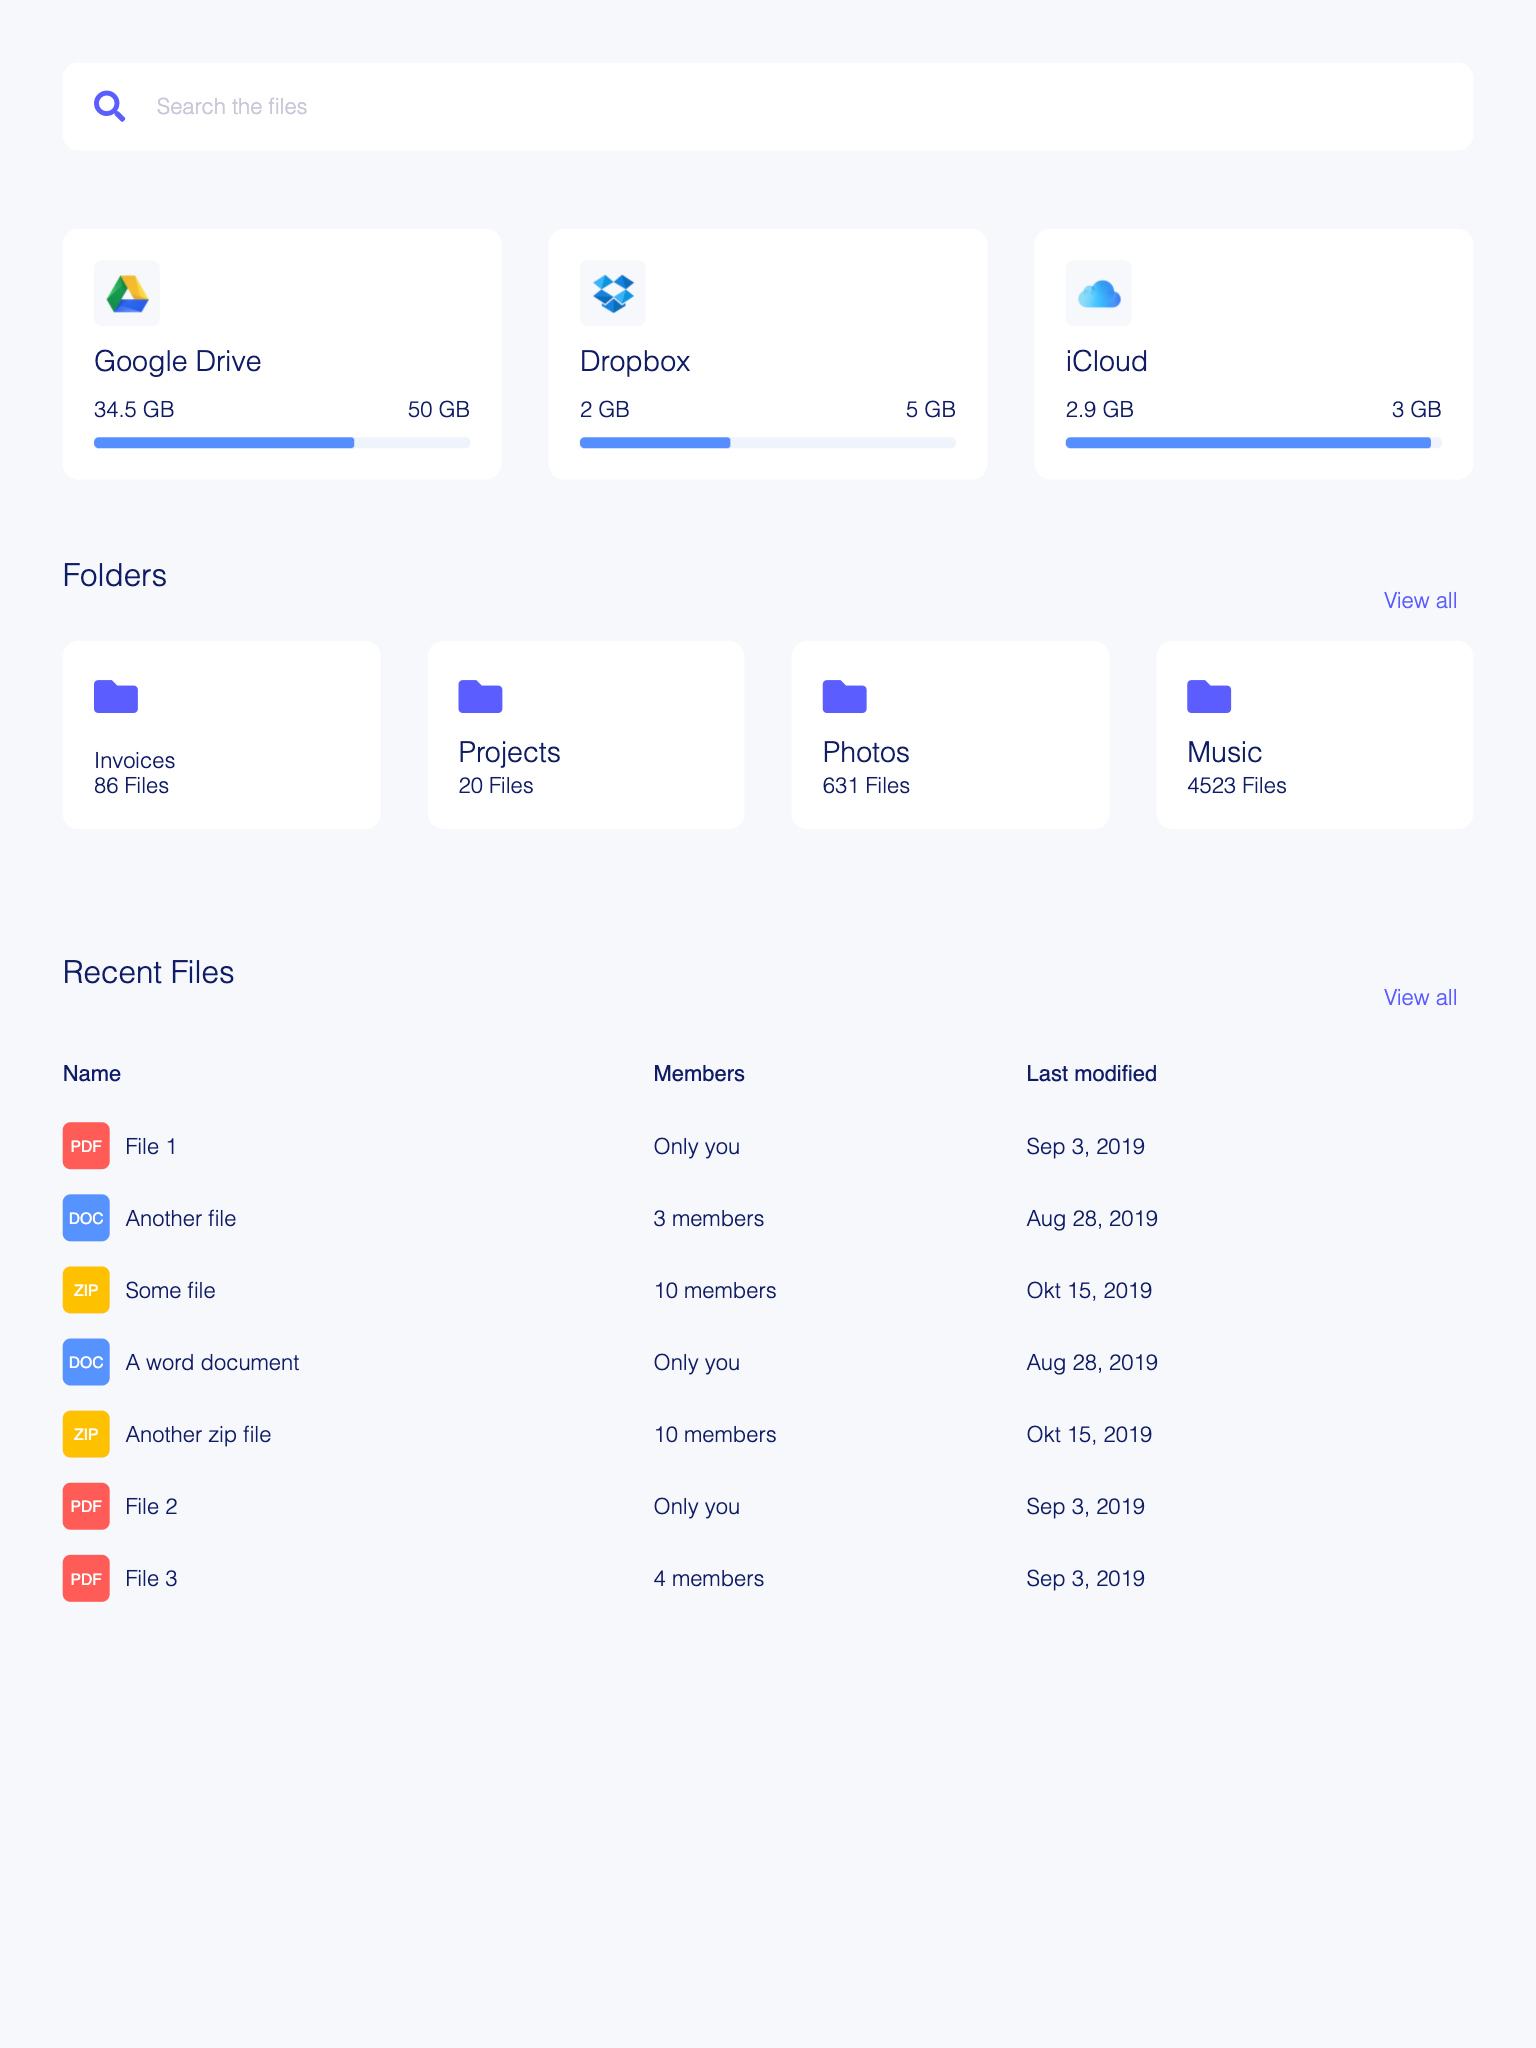 Search the files
Google Drive
34.5 GB 50 GB
Dropbox
2 GB 5 GB
iCloud
2.9 GB 3 GB
Folders
View all
Invoices
86 Files
Projects
20 Files
Photos
631 Files
Music
4523 Files
Recent Files
View all
Name Members Last modified
PDF File 1 Only you Sep 3, 2019
DOC Another file 3 members Aug 28, 2019
ZIP Some file 10 members Okt 15, 2019
DOC A word document Only you Aug 28, 2019
ZIP Another zip file 10 members Okt 15, 2019
PDF File 2 Only you Sep 3, 2019
PDF File 3 4 members Sep 3, 2019